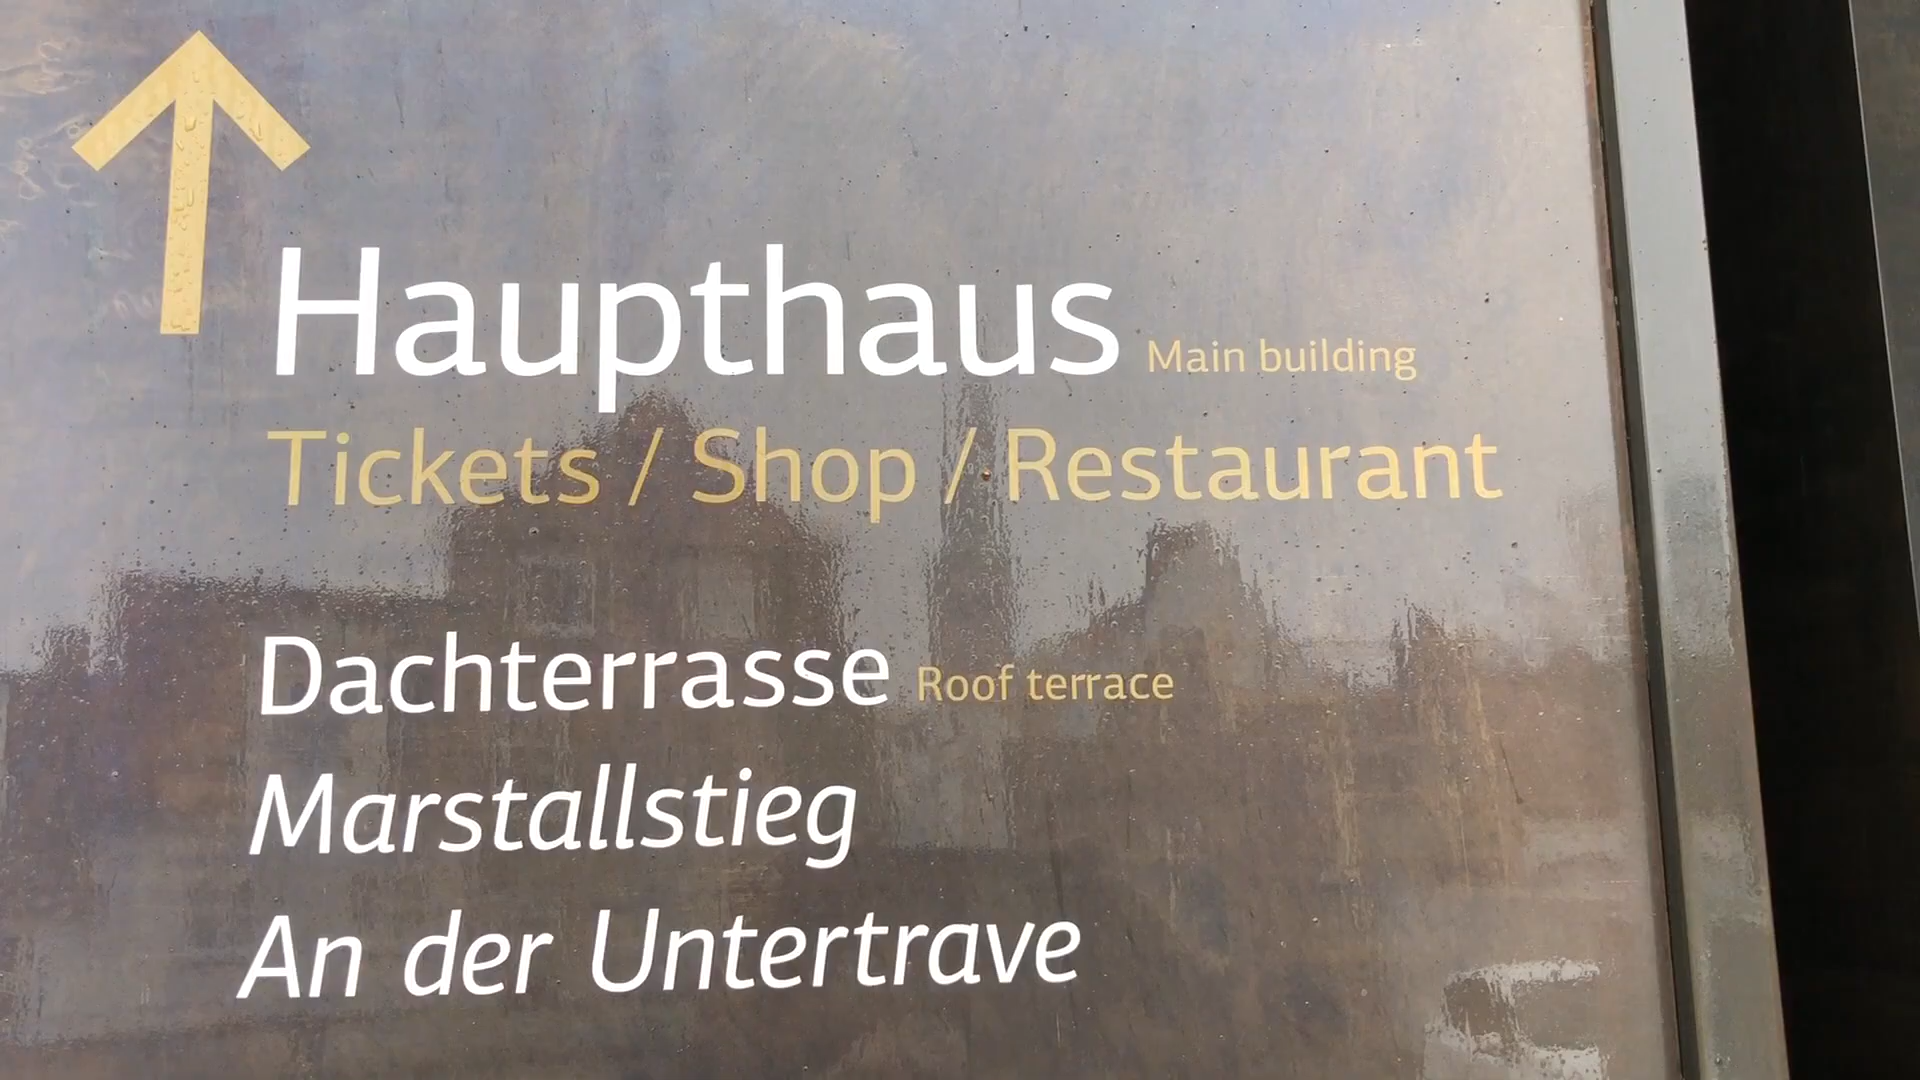 Haupthaus Main building
Tickets / Shop / Restaurant
Dachterrasse Roof terrace
Marstallstieg
An der Untertrave